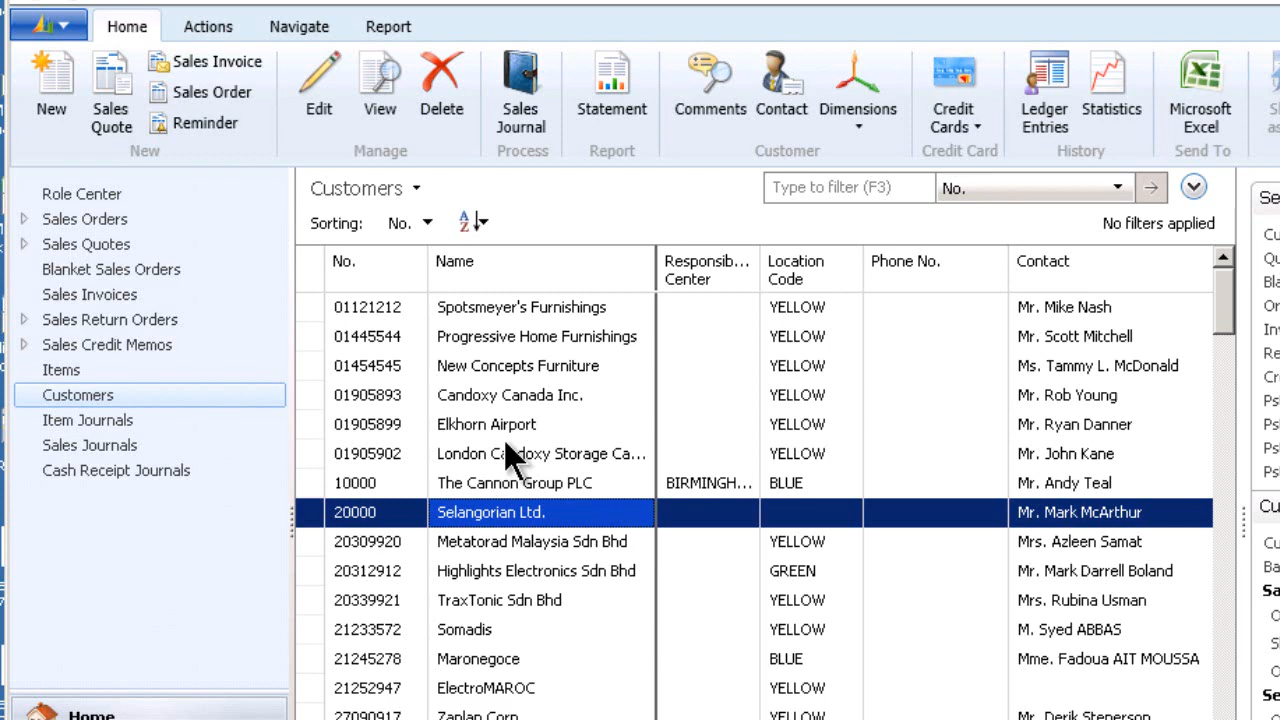 Home Actions Navigate Report
New
Sales Quote
Sales Invoice
Sales Order
Reminder
Edit
View
Delete
Sales Journal
Statement
Comments
Contact
Dimensions
Credit Cards
Ledger Entries
Statistics
Microsoft Excel
New Manage Process Report Customer Credit Card History Send To
Role Center
Sales Orders
Sales Quotes
Blanket Sales Orders
Sales Invoices
Sales Return Orders
Sales Credit Memos
Items
Customers
Item Journals
Sales Journals
Cash Receipt Journals
Home
Customers
Type to filter (F3) No.
Sorting: No. AZ No filters applied
No. Name Responsib... Center Location Code Phone No. Contact
01121212 Spotsmeyer's Furnishings YELLOW Mr. Mike Nash
01445544 Progressive Home Furnishings YELLOW Mr. Scott Mitchell
01454545 New Concepts Furniture YELLOW Ms. Tammy L. McDonald
01905893 Candoxy Canada Inc. YELLOW Mr. Rob Young
01905899 Elkhorn Airport YELLOW Mr. Ryan Danner
01905902 London Candoxy Storage Ca... YELLOW Mr. John Kane
10000 The Cannon Group PLC BIRMINGH... BLUE Mr. Andy Teal
20000 Selangorian Ltd. Mr. Mark McArthur
20309920 Metatorad Malaysia Sdn Bhd YELLOW Mrs. Azleen Samat
20312912 Highlights Electronics Sdn Bhd GREEN Mr. Mark Darrell Boland
20339921 TraxTonic Sdn Bhd YELLOW Mrs. Rubina Usman
21233572 Somadis YELLOW M. Syed ABBAS
21245278 Maronegoce BLUE Mme. Fadoua AIT MOUSSA
21252947 ElectroMAROC YELLOW
27090917 Zanlan Corp. YELLOW Mr. Derik Stenerson